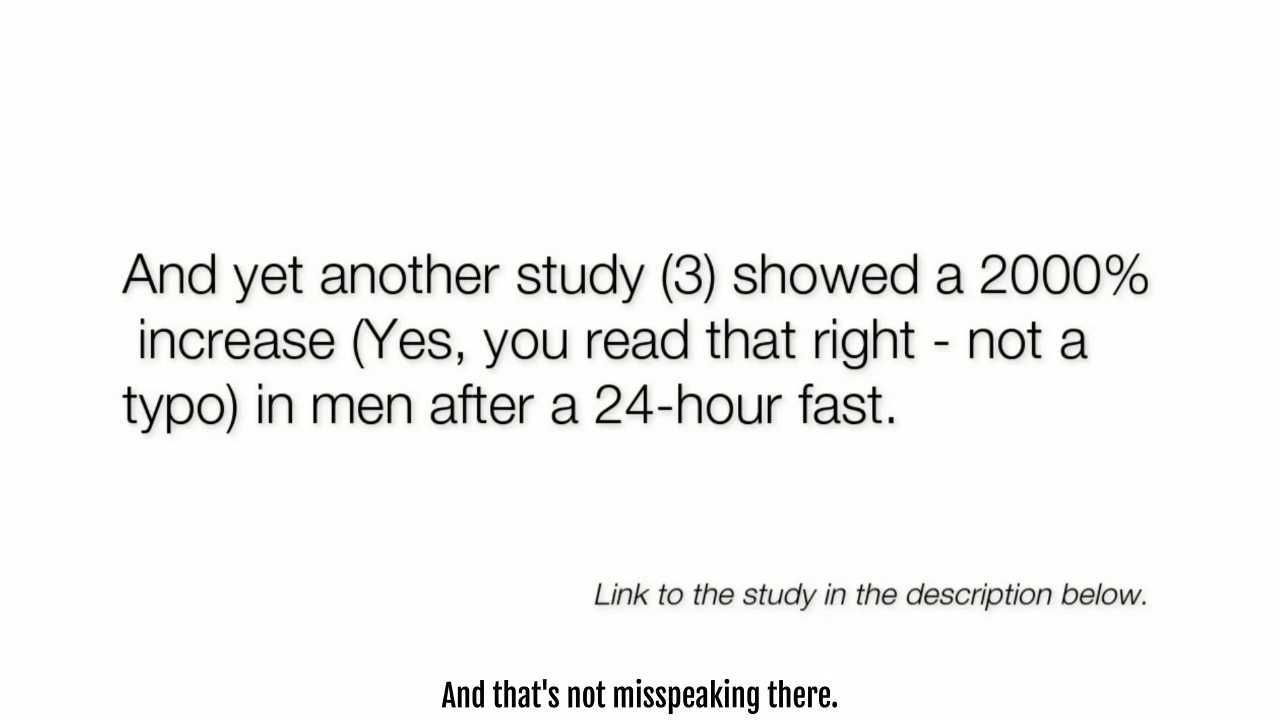 And yet another study (3) showed a 2000%
increase (Yes, you read that right - not a
typo) in men after a 24-hour fast.
Link to the study in the description below.
And that's not misspeaking there.